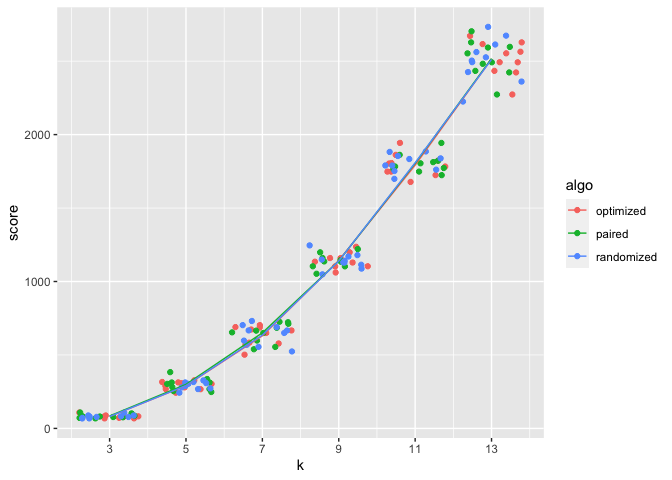 2000
1000
0
score
3
5
7
9
11
13
k
algo
optimized
paired
randomized